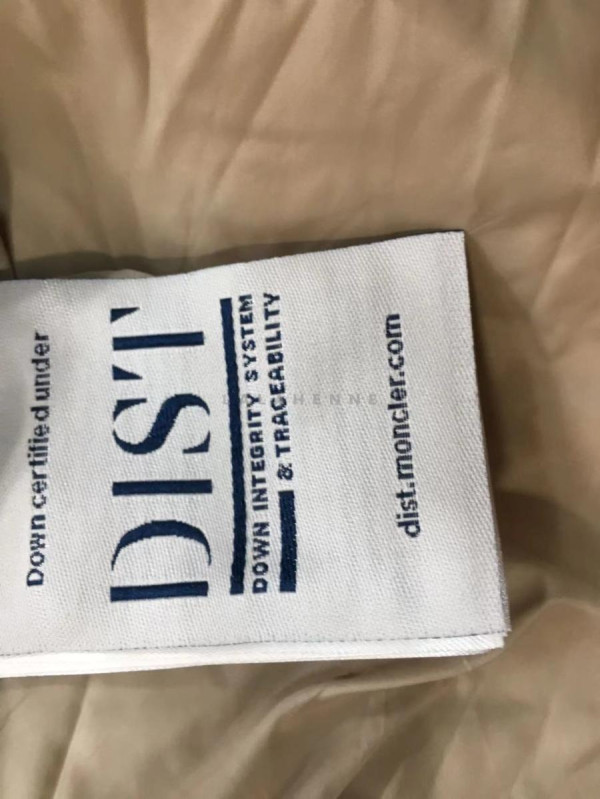 Down certified under
DIST
DOWN INTEGRITY SYSTEM
& TRACEABILITY
dist.moncler.com